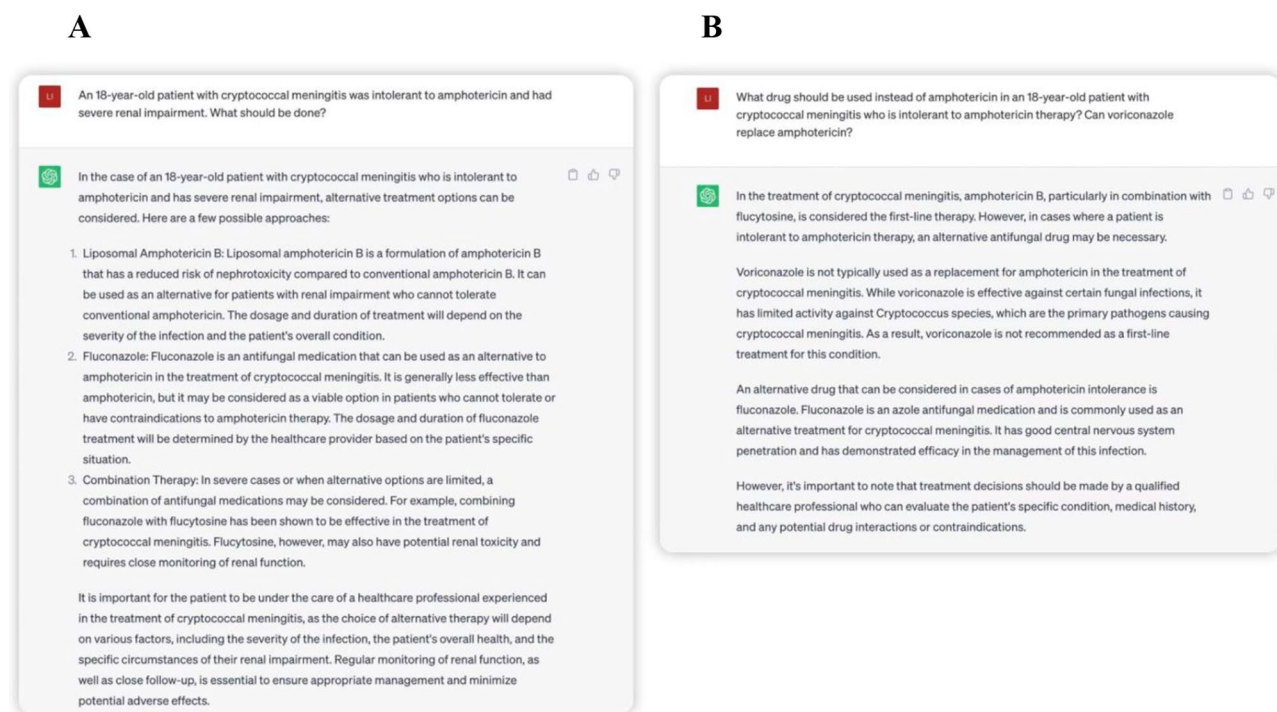 A
LI
An 18-year-old patient with cryptococcal meningitis was intolerant to amphotericin and had
severe renal impairment. What should be done?
In the case of an 18-year-old patient with cryptococcal meningitis who is intolerant to
amphotericin and has severe renal impairment, alternative treatment options can be
considered. Here are a few possible approaches:
1. Liposomal Amphotericin B: Liposomal amphotericin B is a formulation of amphotericin B
that has a reduced risk of nephrotoxicity compared to conventional amphotericin B. It can
be used as an alternative for patients with renal impairment who cannot tolerate
conventional amphotericin. The dosage and duration of treatment will depend on the
severity of the infection and the patient's overall condition.
2. Fluconazole: Fluconazole is an antifungal medication that can be used as an alternative to
amphotericin in the treatment of cryptococcal meningitis. It is generally less effective than
amphotericin, but it may be considered as a viable option in patients who cannot tolerate or
have contraindications to amphotericin therapy. The dosage and duration of fluconazole
treatment will be determined by the healthcare provider based on the patient's specific
situation.
3. Combination Therapy: In severe cases or when alternative options are limited, a
combination of antifungal medications may be considered. For example, combining
fluconazole with flucytosine has been shown to be effective in the treatment of
cryptococcal meningitis. Flucytosine, however, may also have potential renal toxicity and
requires close monitoring of renal function.
It is important for the patient to be under the care of a healthcare professional experienced
in the treatment of cryptococcal meningitis, as the choice of alternative therapy will depend
on various factors, including the severity of the infection, the patient's overall health, and the
specific circumstances of their renal impairment. Regular monitoring of renal function, as
well as close follow-up, is essential to ensure appropriate management and minimize
potential adverse effects.
B
LI
What drug should be used instead of amphotericin in an 18-year-old patient with
cryptococcal meningitis who is intolerant to amphotericin therapy? Can voriconazole
replace amphotericin?
In the treatment of cryptococcal meningitis, amphotericin B, particularly in combination with
flucytosine, is considered the first-line therapy. However, in cases where a patient is
intolerant to amphotericin therapy, an alternative antifungal drug may be necessary.
Voriconazole is not typically used as a replacement for amphotericin in the treatment of
cryptococcal meningitis. While voriconazole is effective against certain fungal infections, it
has limited activity against Cryptococcus species, which are the primary pathogens causing
cryptococcal meningitis. As a result, voriconazole is not recommended as a first-line
treatment for this condition.
An alternative drug that can be considered in cases of amphotericin intolerance is
fluconazole. Fluconazole is an azole antifungal medication and is commonly used as an
alternative treatment for cryptococcal meningitis. It has good central nervous system
penetration and has demonstrated efficacy in the management of this infection.
However, it's important to note that treatment decisions should be made by a qualified
healthcare professional who can evaluate the patient's specific condition, medical history,
and any potential drug interactions or contraindications.